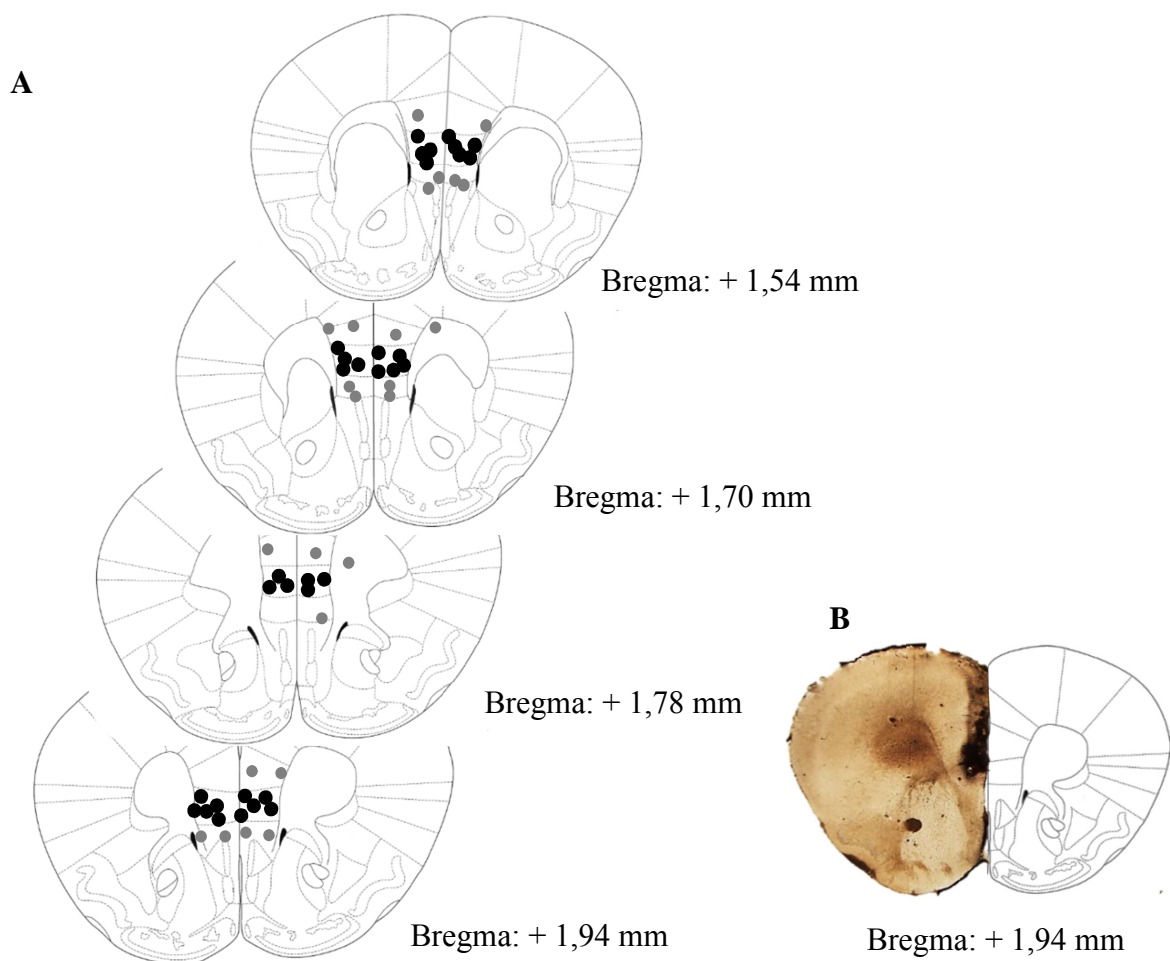 A
Bregma: + 1,54 mm
Bregma: + 1,70 mm
Bregma: + 1,78 mm
B
Bregma: + 1,94 mm
Bregma: + 1,94 mm